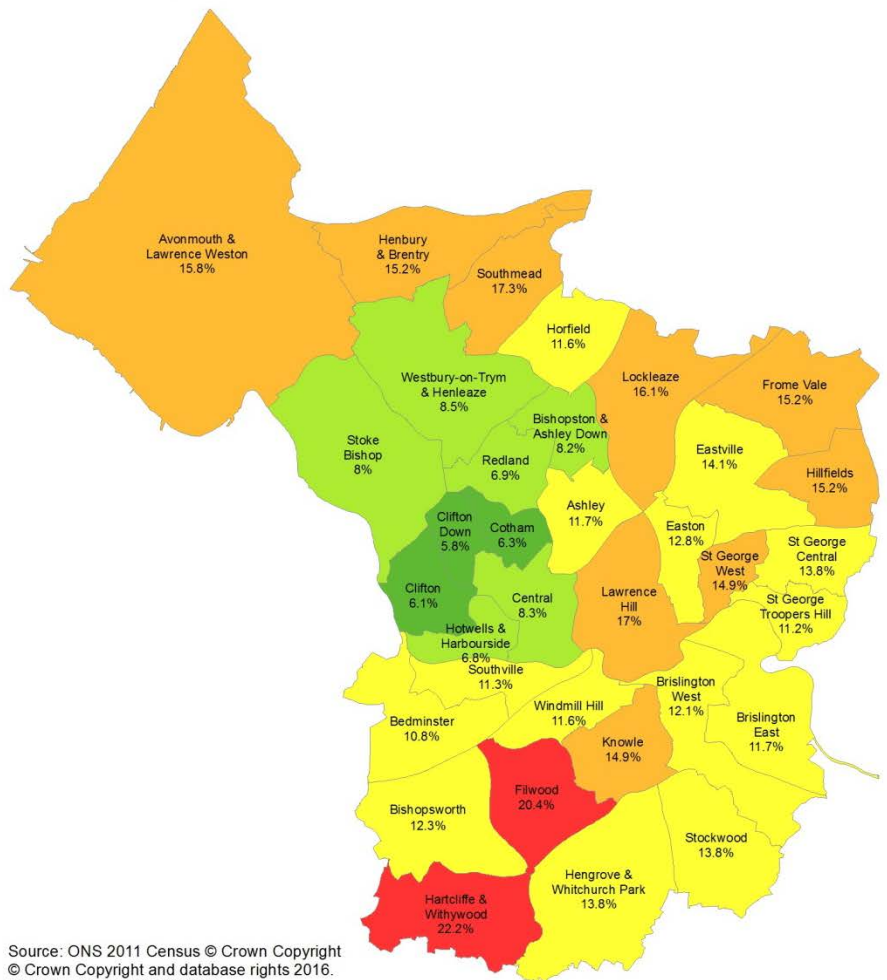 Avonmouth &
Lawrence Weston
15.8%
Henbury
& Brentry
15.2%
Southmead
17.3%
Horfield
11.6%
Lockleaze
16.1%
Frome Vale
15.2%
Westbury-on-Trym
& Henleaze
8.5%
Bishopston &
Ashley Down
8.2%
Eastville
14.1%
Stoke
Bishop
8%
Redland
6.9%
Hillfields
15.2%
Clifton
Down
5.8%
Cotham
6.3%
Ashley
11.7%
Easton
12.8%
St George
West
14.9%
St George
Central
13.8%
Clifton
6.1%
Central
8.3%
Lawrence
Hill
17%
St George
Troopers Hill
11.2%
Hotwells &
Harbourside
6.8%
Southville
11.3%
Windmill Hill
11.6%
Brislington
West
12.1%
Brislington
East
11.7%
Bedminster
10.8%
Knowle
14.9%
Filwood
20.4%
Bishopsworth
12.3%
Stockwood
13.8%
Hengrove &
Whitchurch Park
13.8%
Hartcliffe &
Withywood
22.2%
Source: ONS 2011 Census © Crown Copyright
© Crown Copyright and database rights 2016.